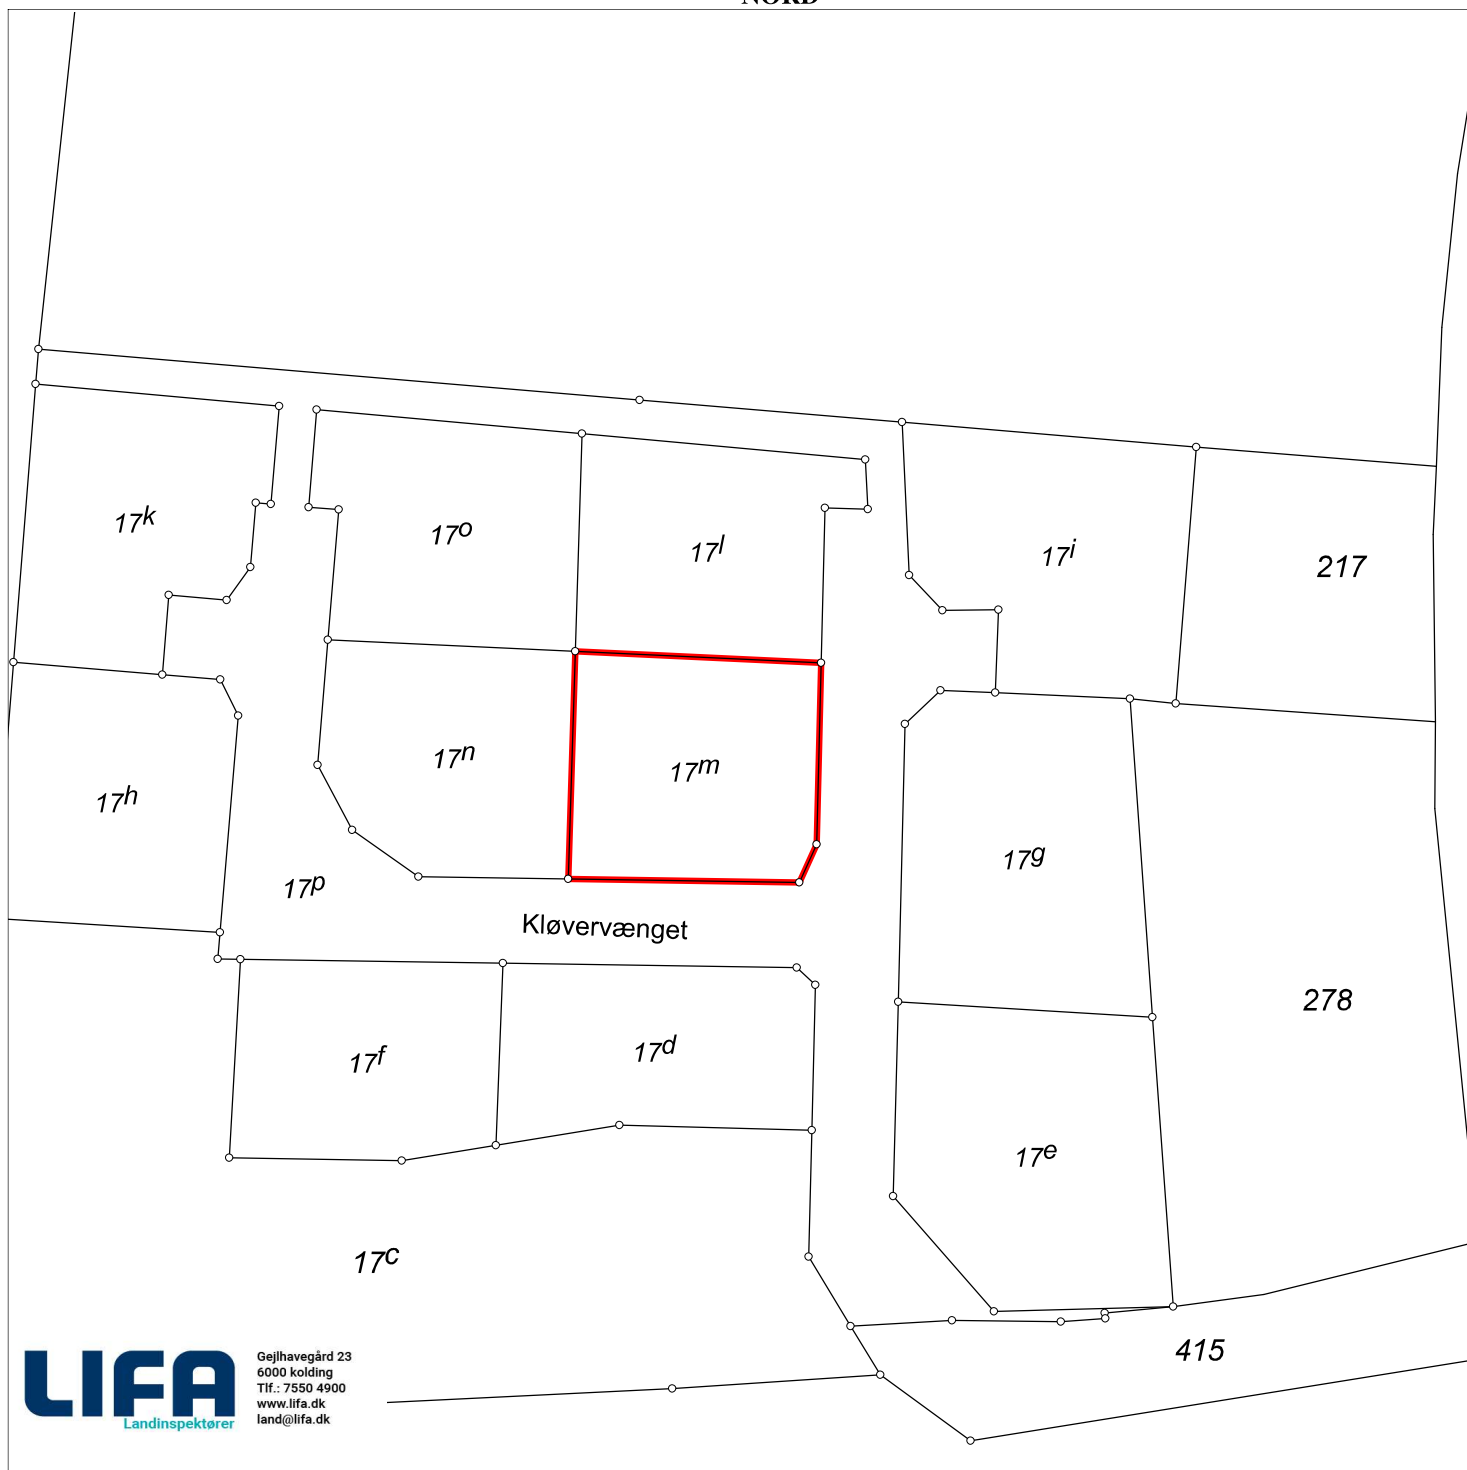 NORD
17k
17o
17l
17i
217
17n
17m
17h
17g
17p
Kløvervænget
278
17f
17d
17e
17c
415
LIFA
Landinspektører
Gejlhavegård 23
6000 kolding
Tlf.: 7550 4900
www.lifa.dk
land@lifa.dk